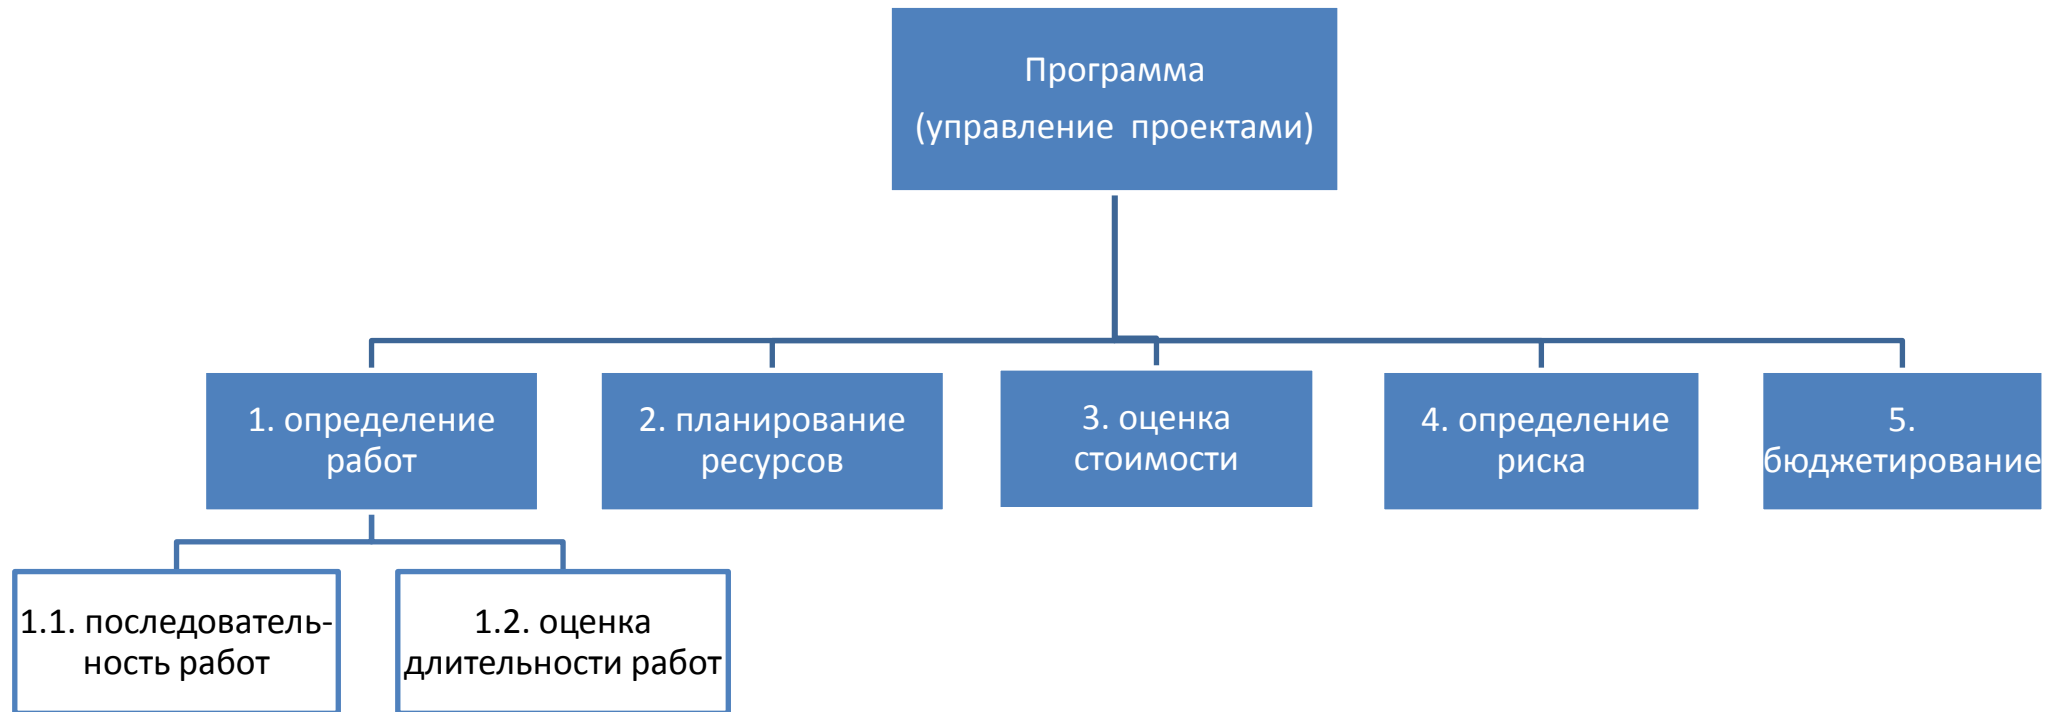 Программа
(управление проектами)
1. определение
работ
2. планирование
ресурсов
3. оценка
стоимости
4. определение
риска
5.
бюджетирование
1.1. последователь-
ность работ
1.2. оценка
длительности работ